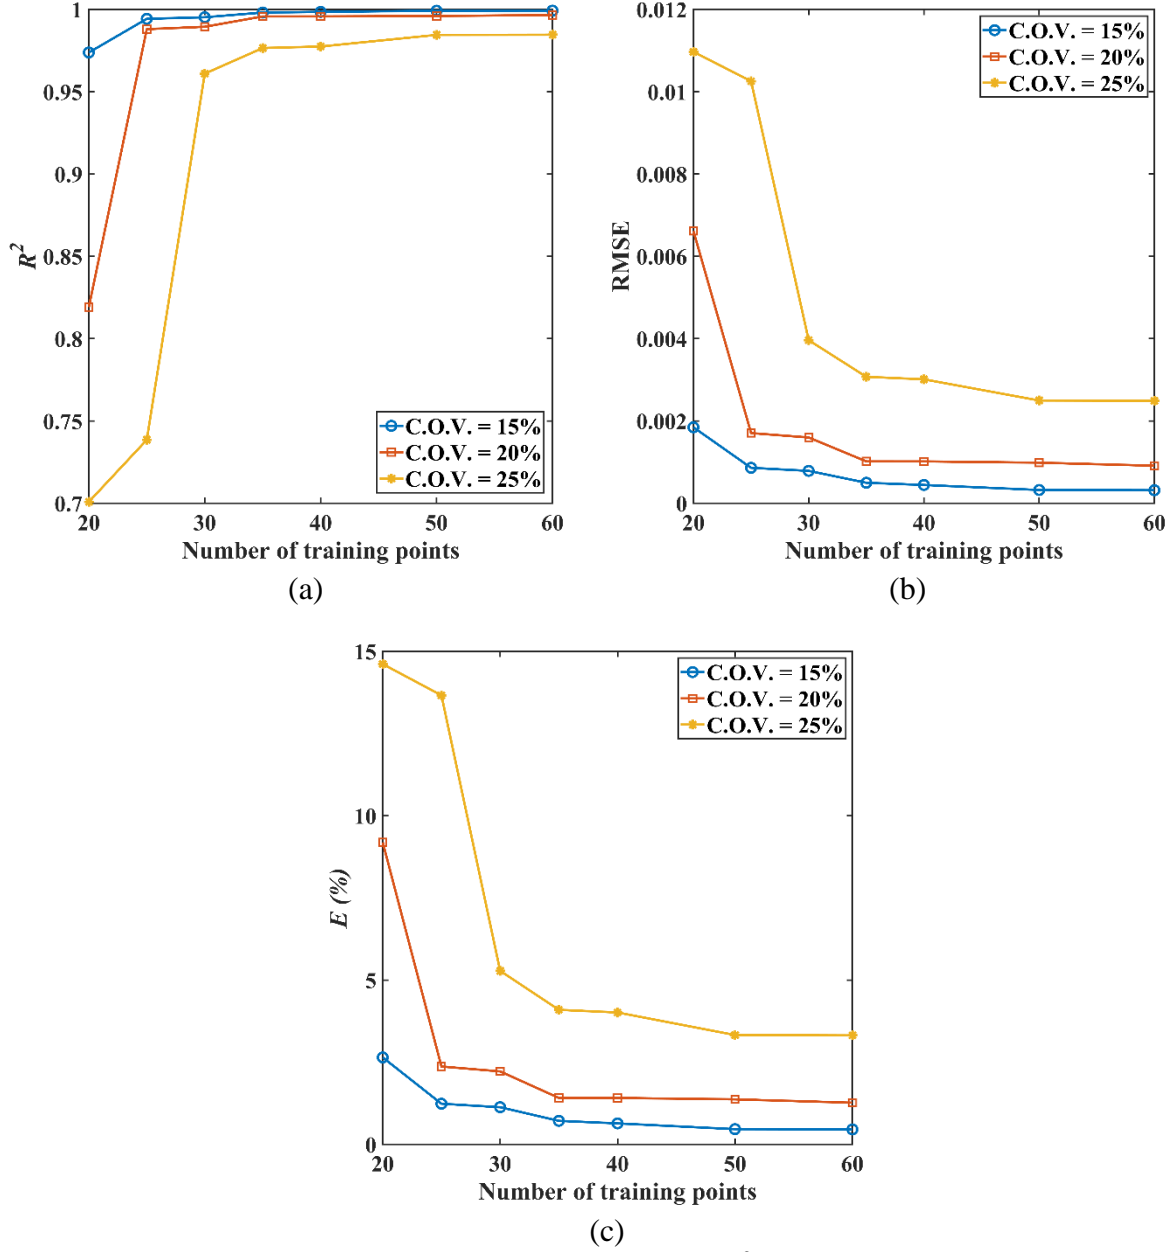 1
0.95
0.9
0.85
0.8
0.75
0.7
R²
C.O.V. = 15%
C.O.V. = 20%
C.O.V. = 25%
20 30 40 50 60
Number of training points
(a)
0.012
0.01
0.008
0.006
0.004
0.002
0
RMSE
C.O.V. = 15%
C.O.V. = 20%
C.O.V. = 25%
20 30 40 50 60
Number of training points
(b)
15
10
5
0
E (%)
C.O.V. = 15%
C.O.V. = 20%
C.O.V. = 25%
20 30 40 50 60
Number of training points
(c)